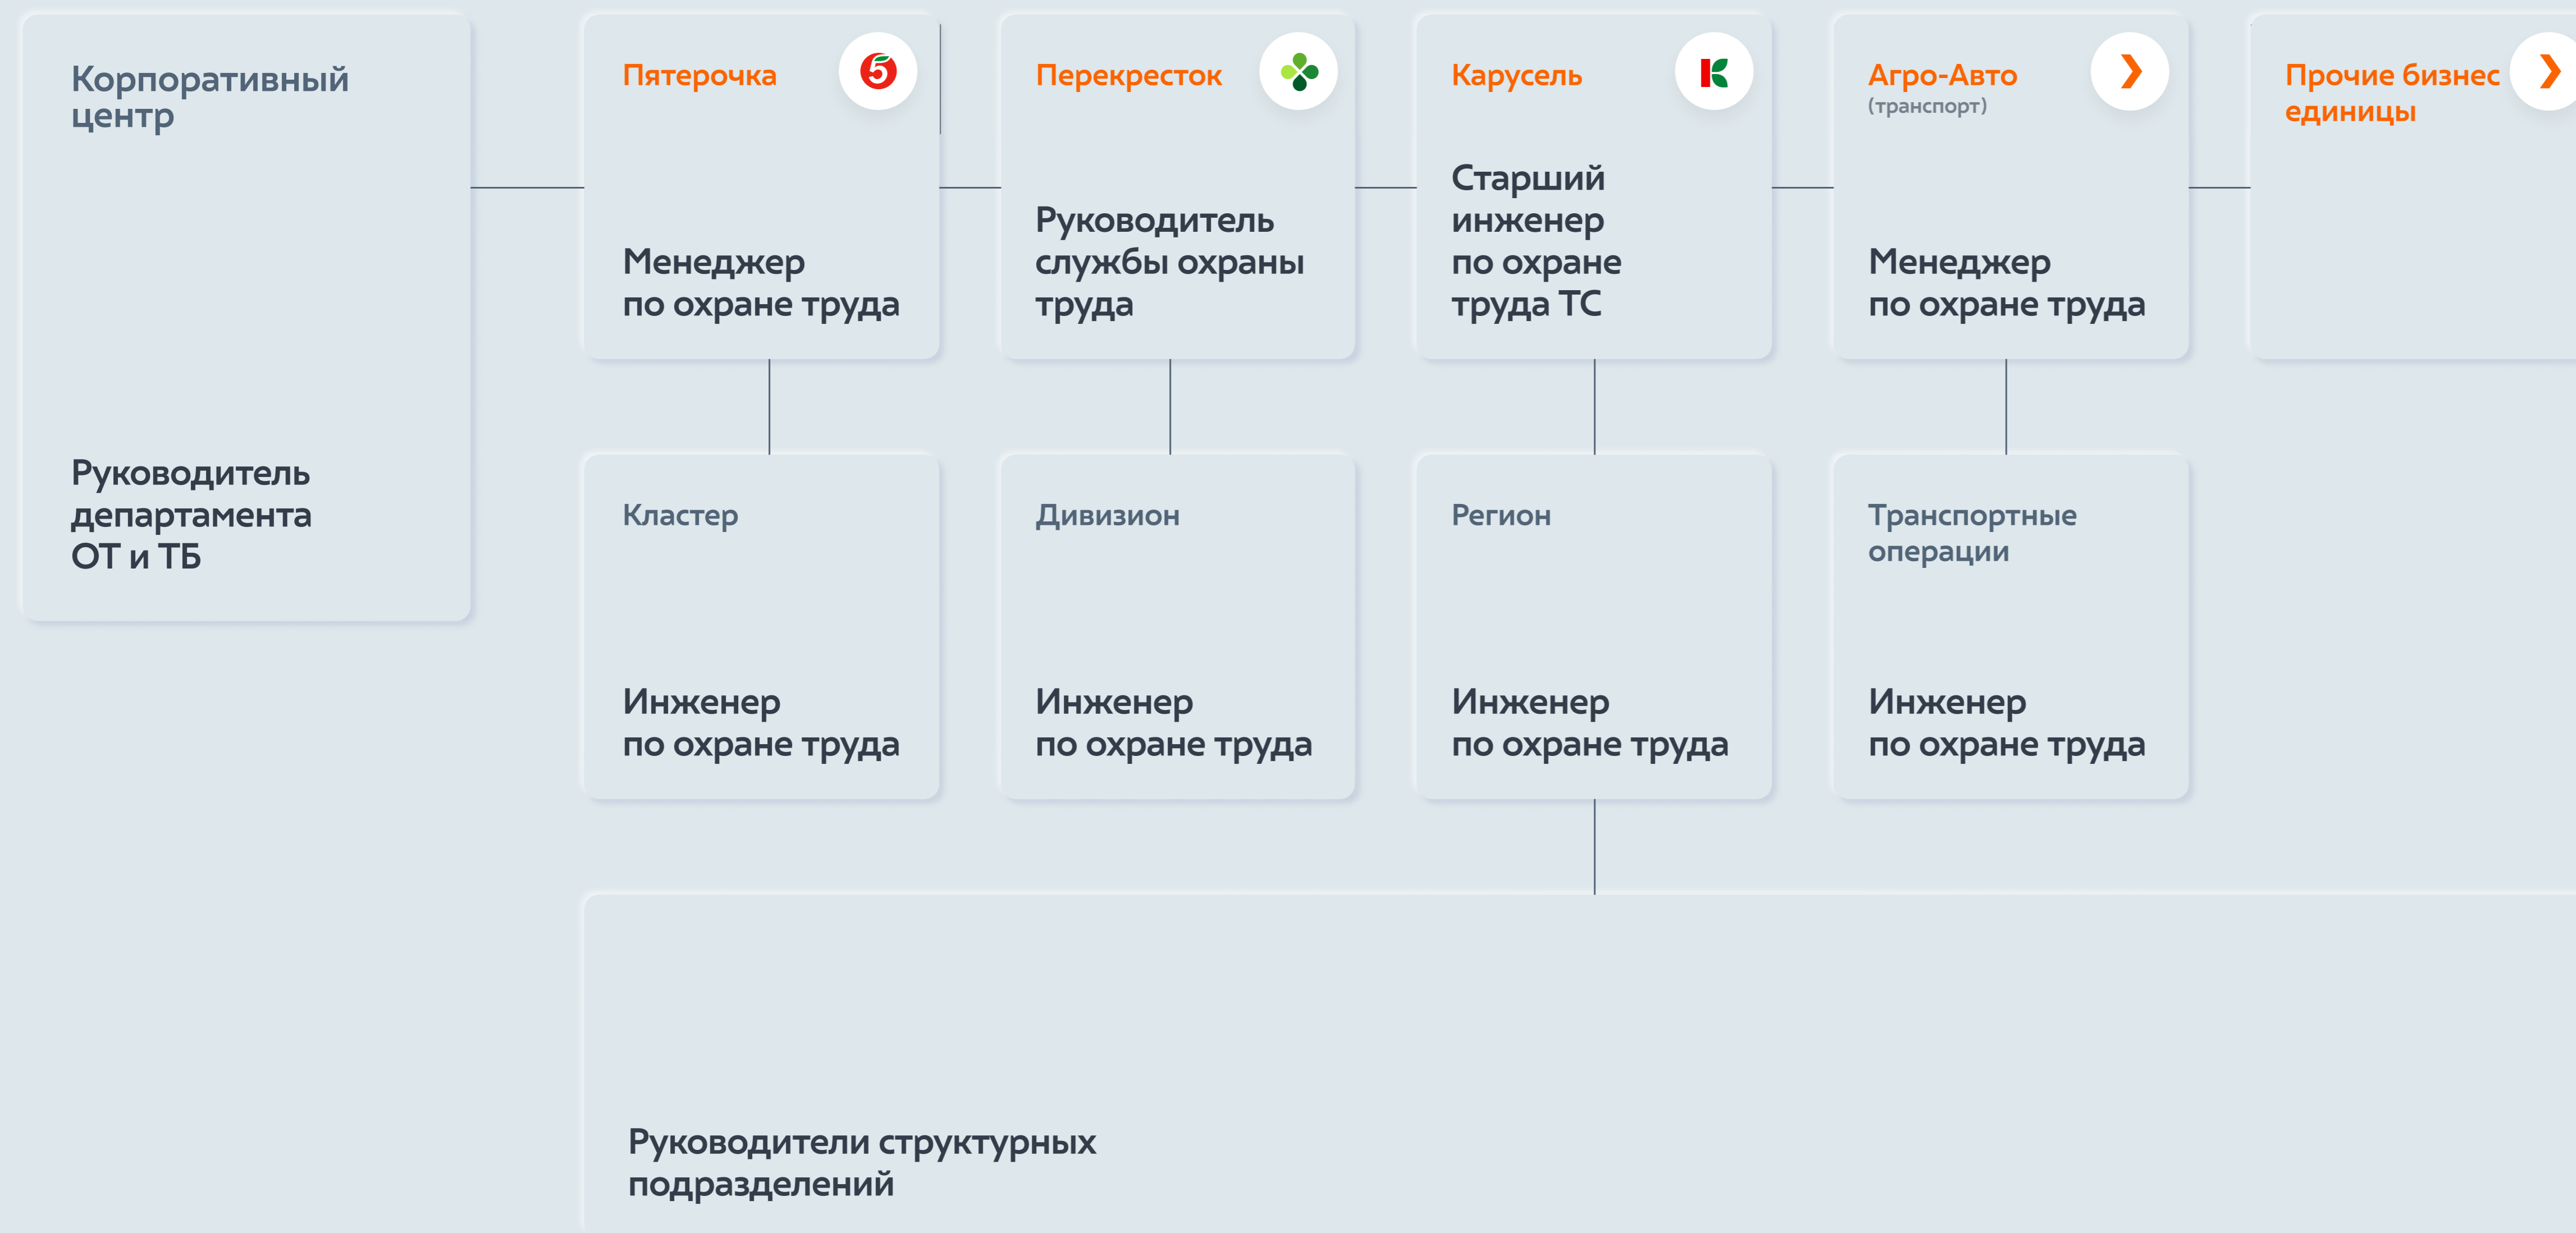 Корпоративный
центр
Руководитель
департамента
ОТ и ТБ
Пятерочка
5
Менеджер
по охране труда
Перекресток
Руководитель
службы охраны
труда
Карусель
Старший
инженер
по охране
труда ТС
Агро-Авто
(транспорт)
Менеджер
по охране труда
Прочие бизнес
единицы
Кластер
Инженер
по охране труда
Дивизион
Инженер
по охране труда
Регион
Инженер
по охране труда
Транспортные
операции
Инженер
по охране труда
Руководители структурных
подразделений